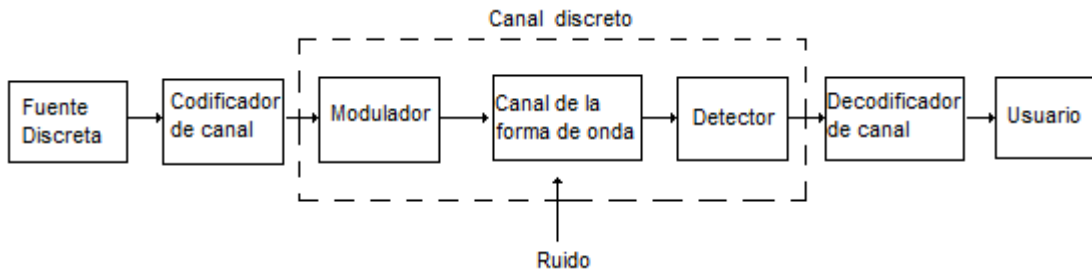 Canal discreto
Fuente
Discreta
Codificador
de canal
Modulador
Canal de la
forma de onda
Detector
Decodificador
de canal
Usuario
Ruido